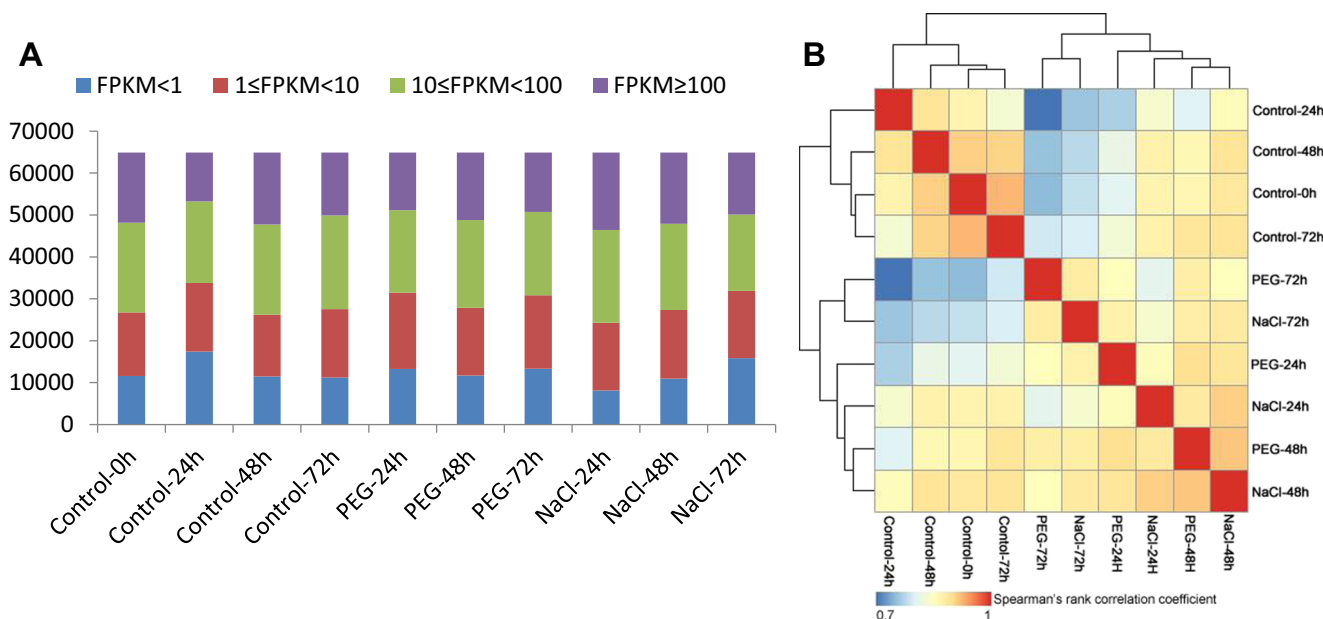 A
FPKM<1 1≤FPKM<10 10≤FPKM<100 FPKM≥100
70000
60000
50000
40000
30000
20000
10000
0
Control-0h
Control-24h
Control-48h
Control-72h
PEG-24h
PEG-48h
PEG-72h
NaCl-24h
NaCl-48h
NaCl-72h
B
Control-24h
Control-48h
Control-0h
Control-72h
PEG-72h
NaCl-72h
PEG-24h
NaCl-24h
PEG-48h
NaCl-48h
Control-24h
Control-48h
Control-0h
Contol-72h
PEG-72h
NaCl-72h
PEG-24H
NaCl-24H
PEG-48H
NaCl-48h
Spearman's rank correlation coefficient
0.7 1